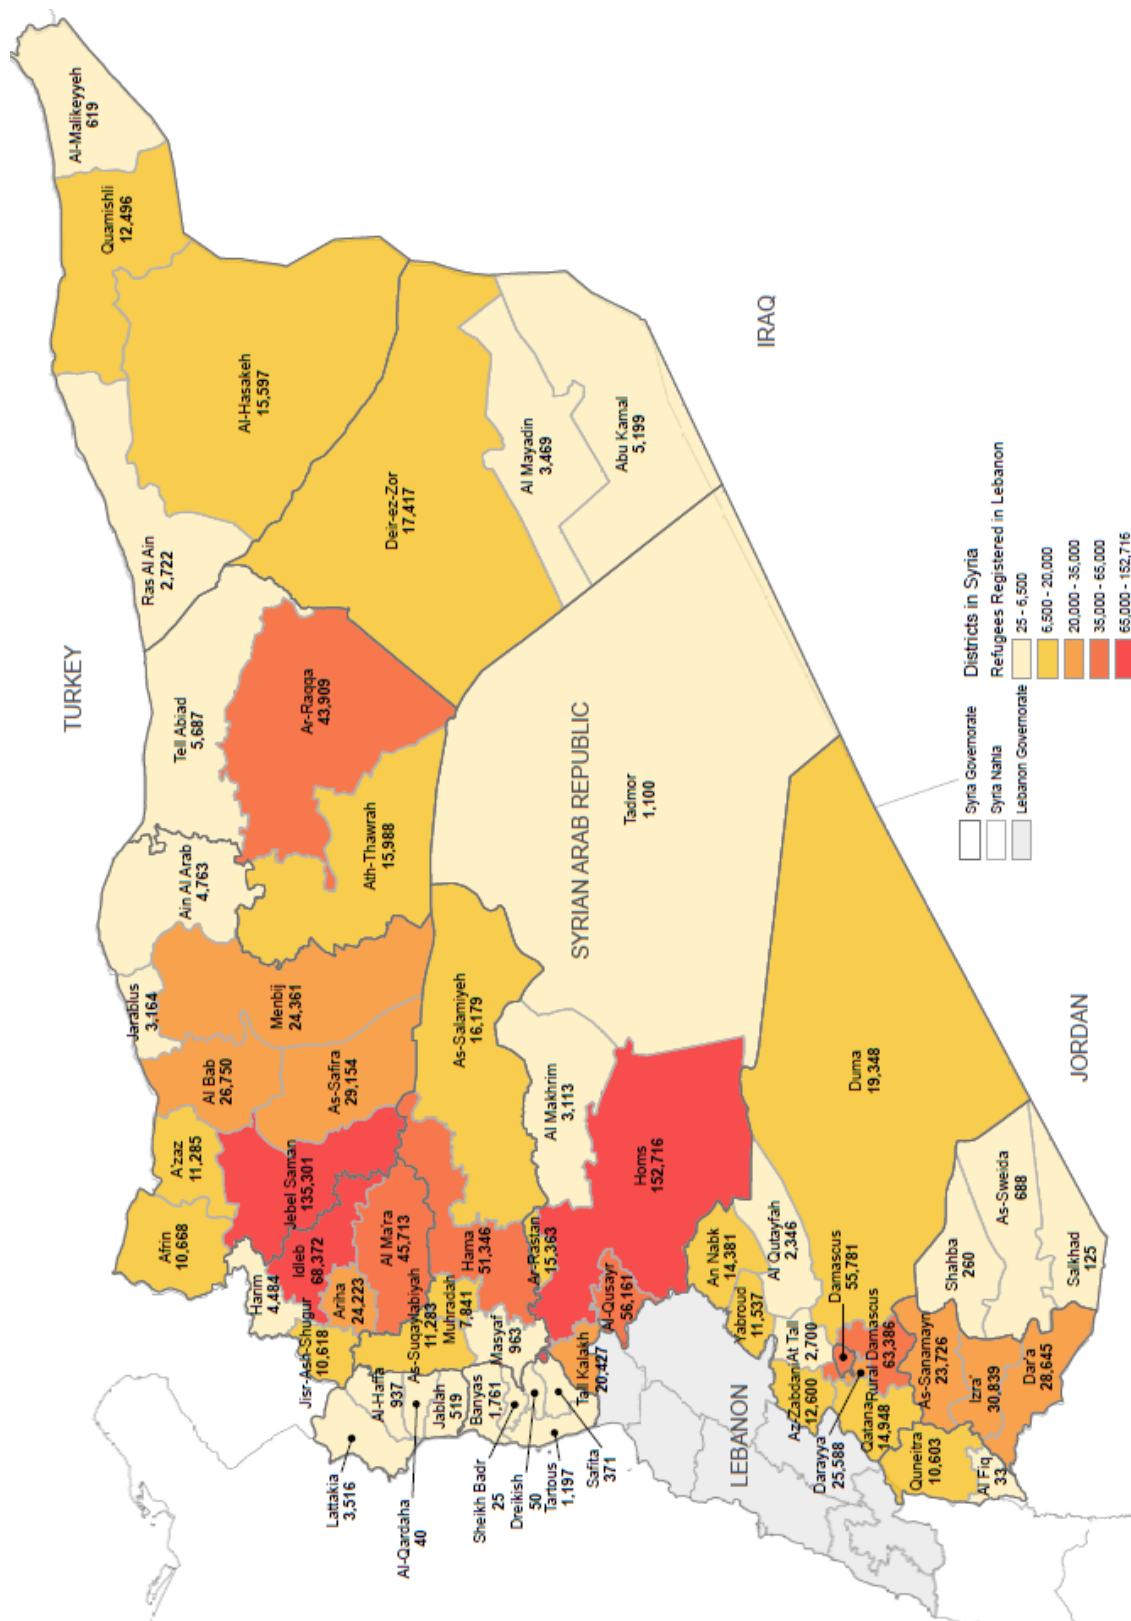 TURKEY
Al-Malikeyyeh
619
Quamishli
12,496
Ras Al Ain
2,722
Al-Hasakeh
15,597
Tell Abiad
5,687
Ain Al Arab
4,763
Jarablus
3,164
Ar-Raqqa
43,909
Ath-Thawrah
15,988
Deir-ez-Zor
17,417
Al Mayadin
3,469
Abu Kamal
5,199
IRAQ
Menbij
24,361
Al Bab
26,750
As-Safira
29,154
A'zaz
11,285
Afrin
10,668
Jebel Saman
135,301
Harim
4,484
Idleb
68,372
Ariha
24,223
Al Ma'ra
45,713
Jisr-Ash-Shugur
10,618
As-Suqaylabiyah
11,283
Muhradah
7,841
Hama
51,346
As-Salamiyeh
16,179
Masyaf
963
Lattakia
3,516
Al-Haffa
937
Al-Qardaha
40
Jablah
519
Banyas
1,761
Sheikh Badr
25
Dreikish
50
Tartous
1,197
Safita
371
Tall Kalakh
20,427
Al-Qusayr
56,161
Ar-Rastan
15,363
Al Makhrim
3,113
Homs
152,716
SYRIAN ARAB REPUBLIC
Tadmor
1,100
LEBANON
An Nabk
14,381
Yabroud
11,537
Al Qutayfah
2,346
At Tall
2,700
Az-Zabdani
12,600
Damascus
55,781
Rural Damascus
63,386
Darayya
25,588
Qatana
14,948
Duma
19,348
Quneitra
10,603
Al Fiq
33
As-Sanamayn
23,726
Izra'
30,839
Dar'a
28,645
Shahba
260
As-Sweida
688
Salkhad
125
JORDAN
Syria Governorate
Syria Nahia
Lebanon Governorate
Districts in Syria
Refugees Registered in Lebanon
25 - 6,500
6,500 - 20,000
20,000 - 35,000
35,000 - 65,000
65,000 - 152,716